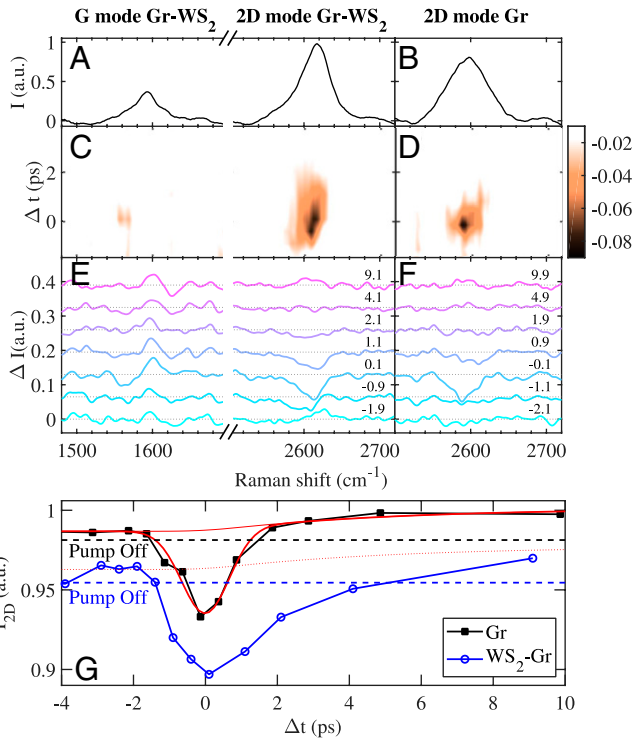 G mode Gr-WS2 2D mode Gr-WS2 2D mode Gr
I (a.u.)
1
0.5
0
A
B
Δ t (ps)
2
0
C
D
-0.02
-0.04
-0.06
-0.08
Δ I(a.u.)
0.4
0.3
0.2
0.1
0
E
9.1
4.1
2.1
1.1
0.1
-0.9
-1.9
F
9.9
4.9
1.9
0.9
-0.1
-1.1
-2.1
1500 1600 2600 2700 2600 2700
Raman shift (cm-1)
I2D (a.u.)
1
0.95
0.9
Pump Off
Pump Off
G
Gr
WS2-Gr
-4 -2 0 2 4 6 8 10
Δt (ps)